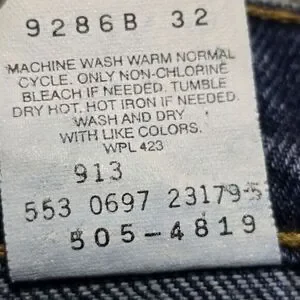 9286B 32
MACHINE WASH WARM NORMAL
CYCLE. ONLY NON-CHLORINE
BLEACH IF NEEDED. TUMBLE
DRY HOT. HOT IRON IF NEEDED.
WASH AND DRY
WITH LIKE COLORS.
WPL 423
913
553 0697 23179-5
505-4819